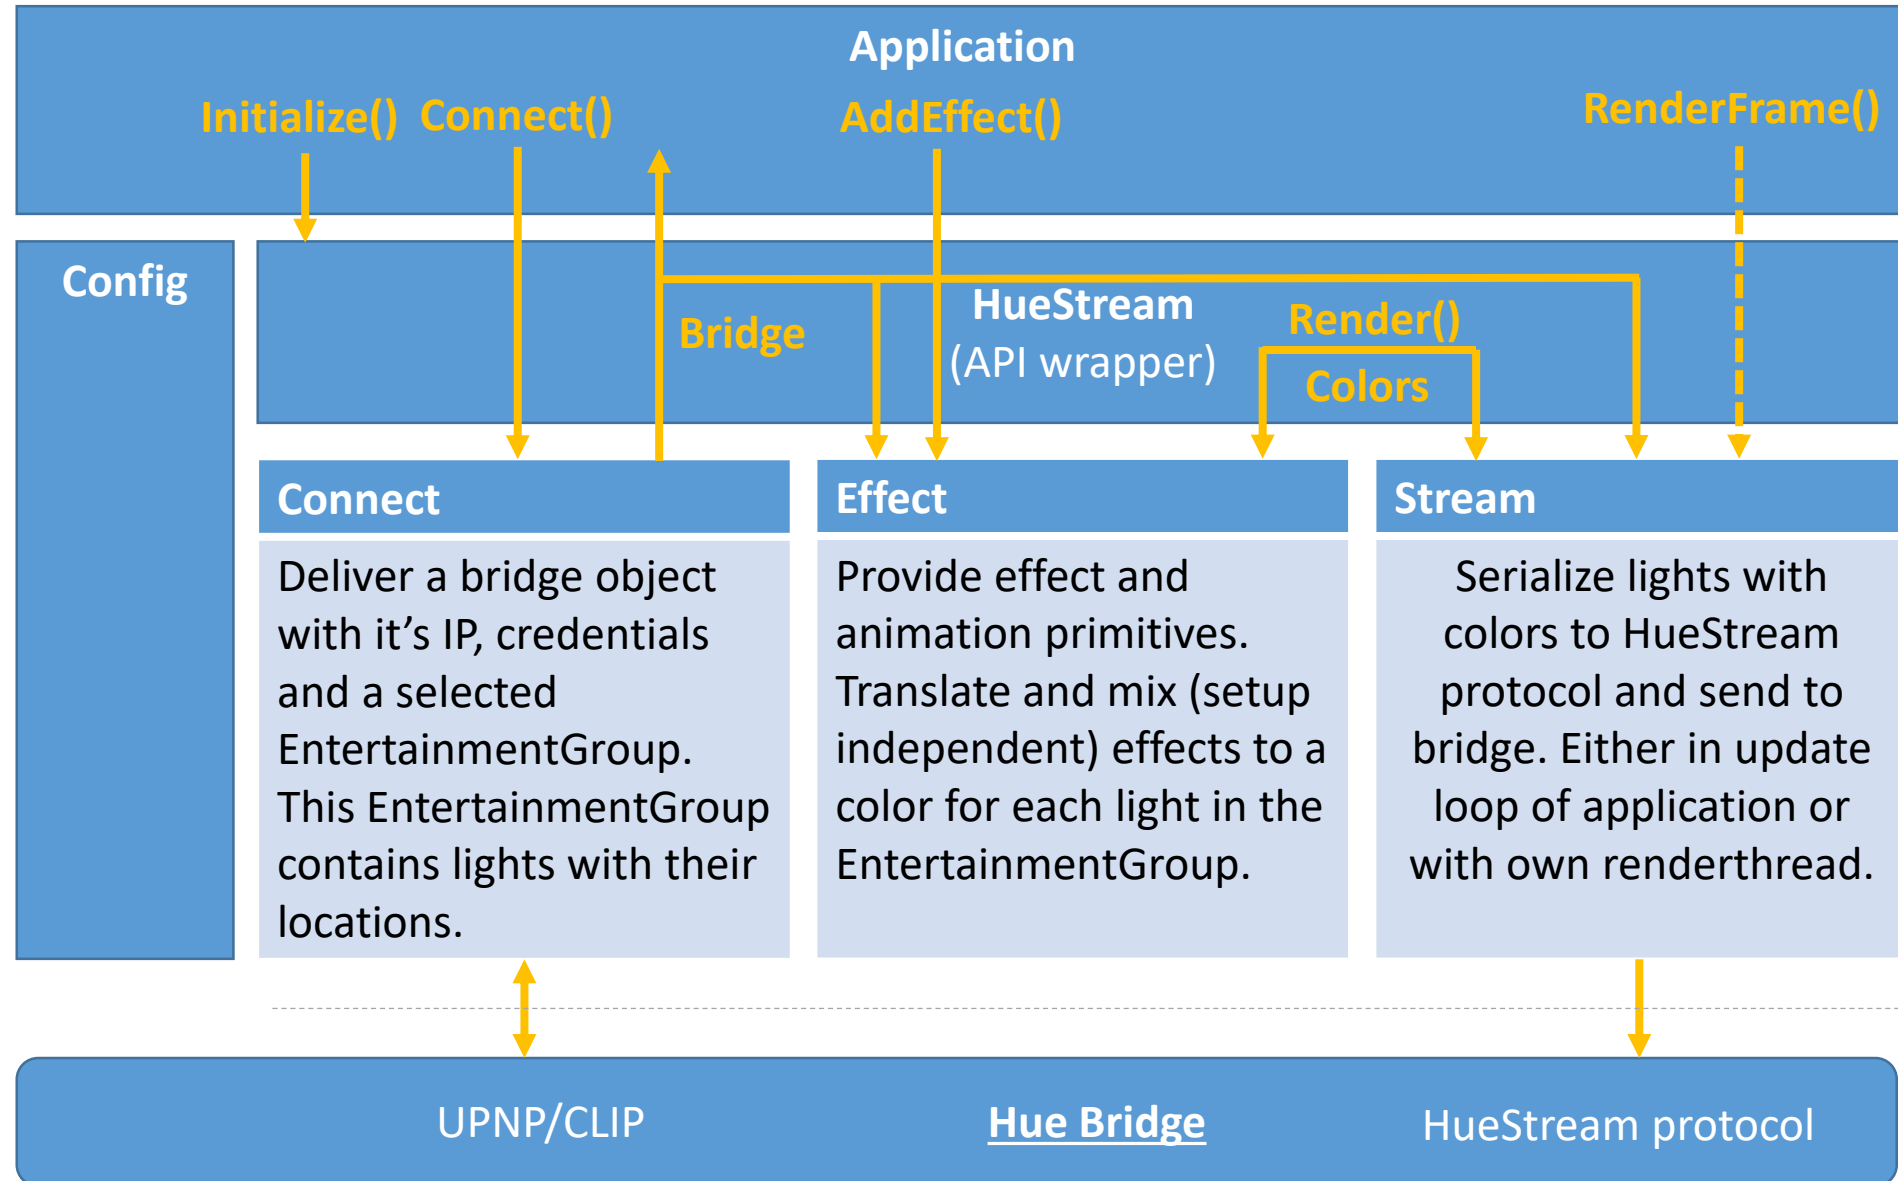 Application
Initialize() Connect() AddEffect() RenderFrame()
Config
Bridge
HueStream
(API wrapper)
Render()
Colors
Connect
Deliver a bridge object
with it’s IP, credentials
and a selected
EntertainmentGroup.
This EntertainmentGroup
contains lights with their
locations.
Effect
Provide effect and
animation primitives.
Translate and mix (setup
independent) effects to a
color for each light in the
EntertainmentGroup.
Stream
Serialize lights with
colors to HueStream
protocol and send to
bridge. Either in update
loop of application or
with own renderthread.
UPNP/CLIP Hue Bridge HueStream protocol